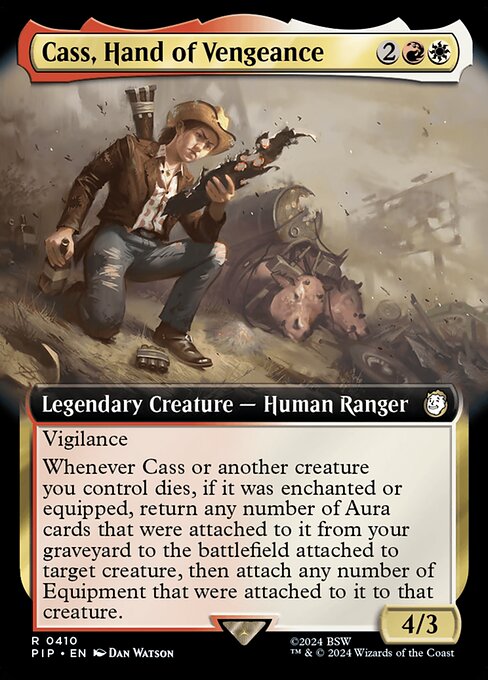 Cass, Hand of Vengeance 2
Legendary Creature — Human Ranger
Vigilance
Whenever Cass or another creature
you control dies, if it was enchanted or
equipped, return any number of Aura
cards that were attached to it from your
graveyard to the battlefield attached to
target creature, then attach any number of
Equipment that were attached to it to that
creature.
4/3
R 0410
PIP • EN Dan Watson
©2024 BSW
™ & © 2024 Wizards of the Coast